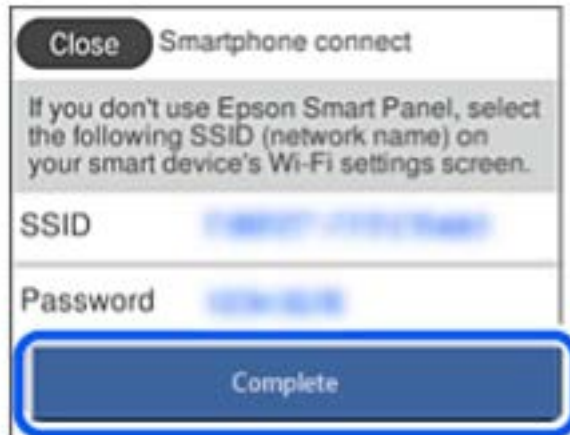 Close Smartphone connect
If you don't use Epson Smart Panel, select
the following SSID (network name) on
your smart device's Wi-Fi settings screen.
SSID
Password
Complete